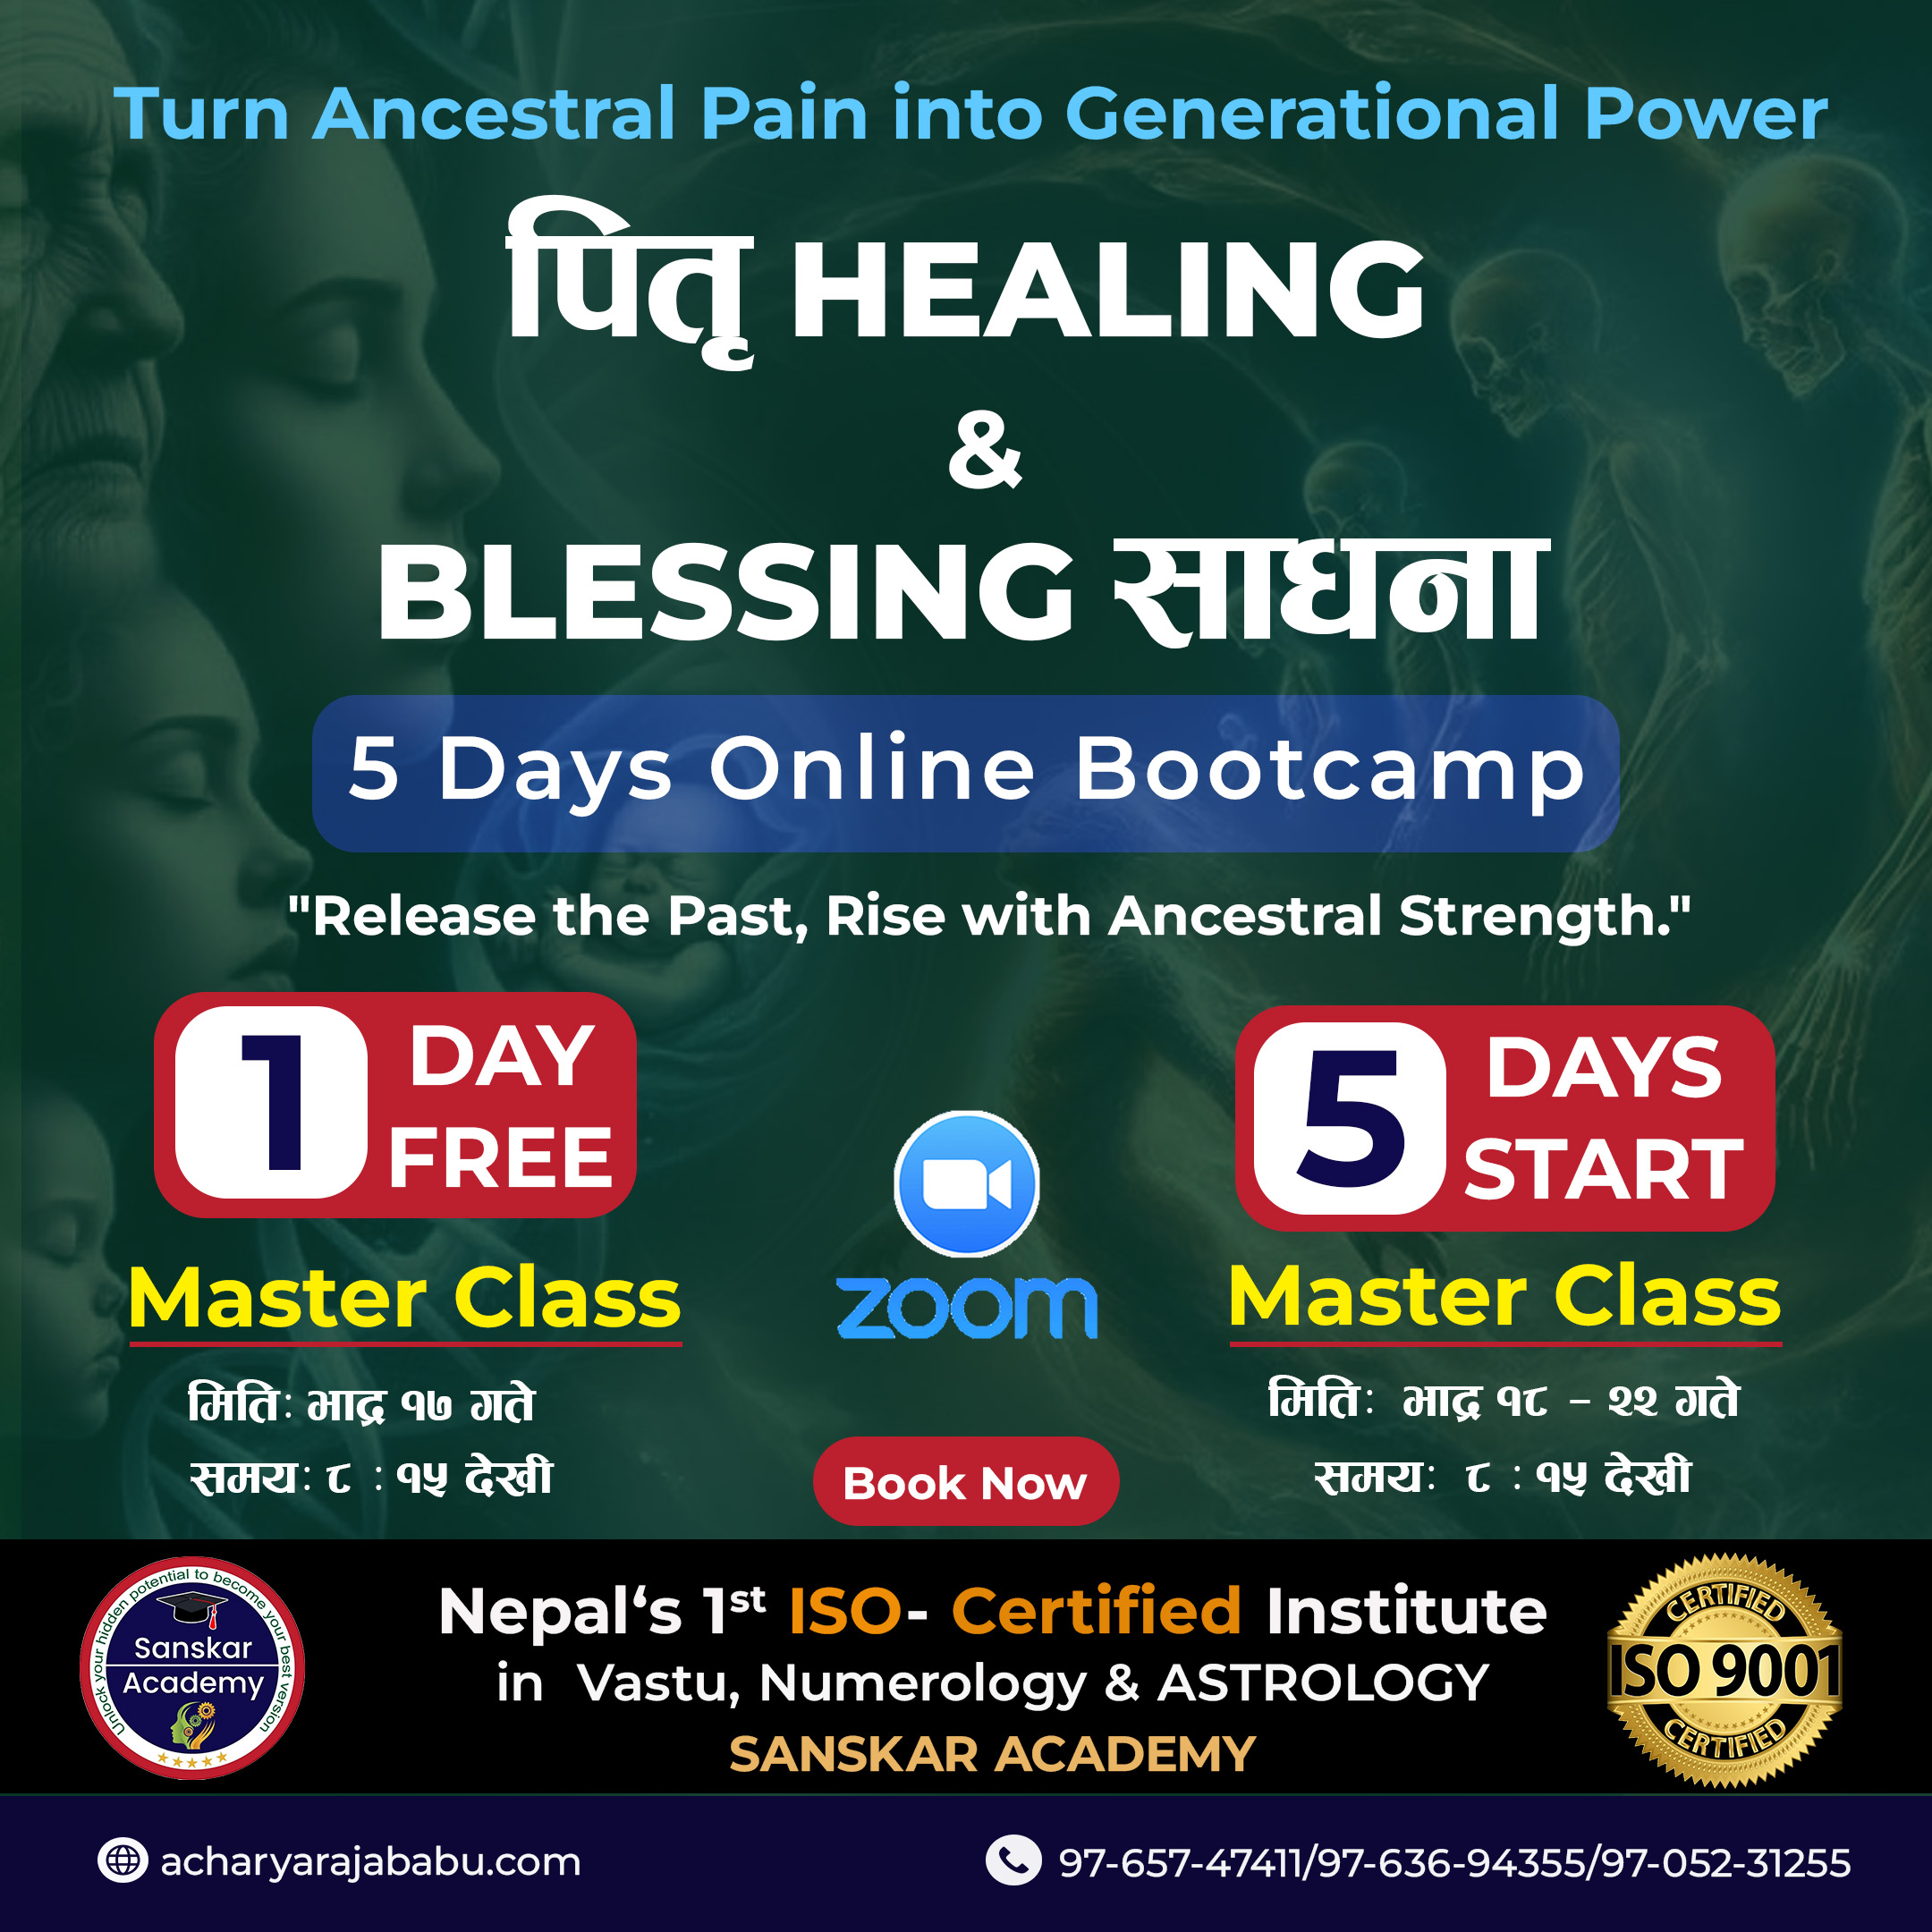 Turn Ancestral Pain into Generational Power
पितृ HEALING
&
BLESSING साधना
5 Days Online Bootcamp
"Release the Past, Rise with Ancestral Strength."
1 DAY FREE
Master Class
मिति: भाद्र १७ गते
समय: ८ : १५ देखी
zoom
Book Now
5 DAYS START
Master Class
मिति: भाद्र १८ - २२ गते
समय: ८ : १५ देखी
Unlock your hidden potential to become your best version
Sanskar
Academy
Nepal‘s 1st ISO- Certified Institute
in Vastu, Numerology & ASTROLOGY
SANSKAR ACADEMY
CERTIFIED
ISO 9001
CERTIFIED
acharyarajababu.com
97-657-47411/97-636-94355/97-052-31255